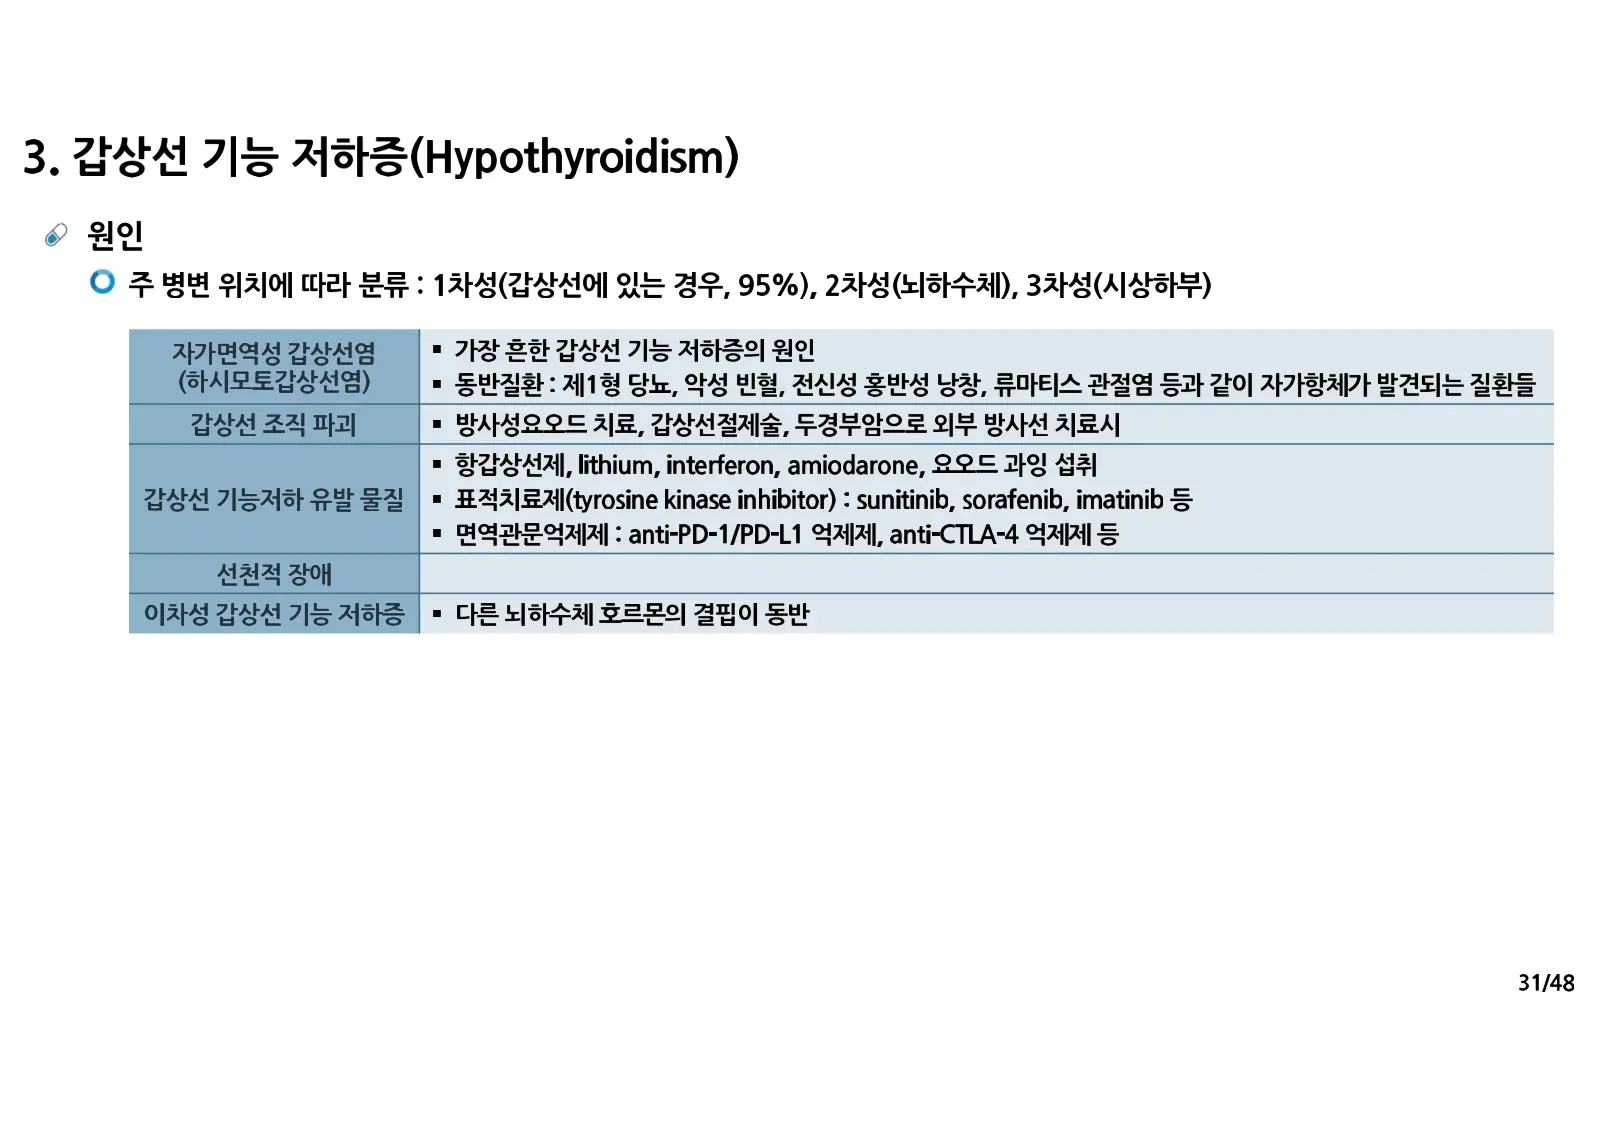 3. 갑상선 기능 저하증(Hypothyroidism)
원인
주 병변 위치에 따라 분류 : 1차성(갑상선에 있는 경우, 95%), 2차성(뇌하수체), 3차성(시상하부)
자가면역성 갑상선염
(하시모토갑상선염)
▪ 가장 흔한 갑상선 기능 저하증의 원인
▪ 동반질환 : 제1형 당뇨, 악성 빈혈, 전신성 홍반성 낭창, 류마티스 관절염 등과 같이 자가항체가 발견되는 질환들
갑상선 조직 파괴
▪ 방사성요오드 치료, 갑상선절제술, 두경부암으로 외부 방사선 치료시
갑상선 기능저하 유발 물질
▪ 항갑상선제, lithium, interferon, amiodarone, 요오드 과잉 섭취
▪ 표적치료제(tyrosine kinase inhibitor) : sunitinib, sorafenib, imatinib 등
▪ 면역관문억제제 : anti-PD-1/PD-L1 억제제, anti-CTLA-4 억제제 등
선천적 장애
이차성 갑상선 기능 저하증
▪ 다른 뇌하수체 호르몬의 결핍이 동반
31/48